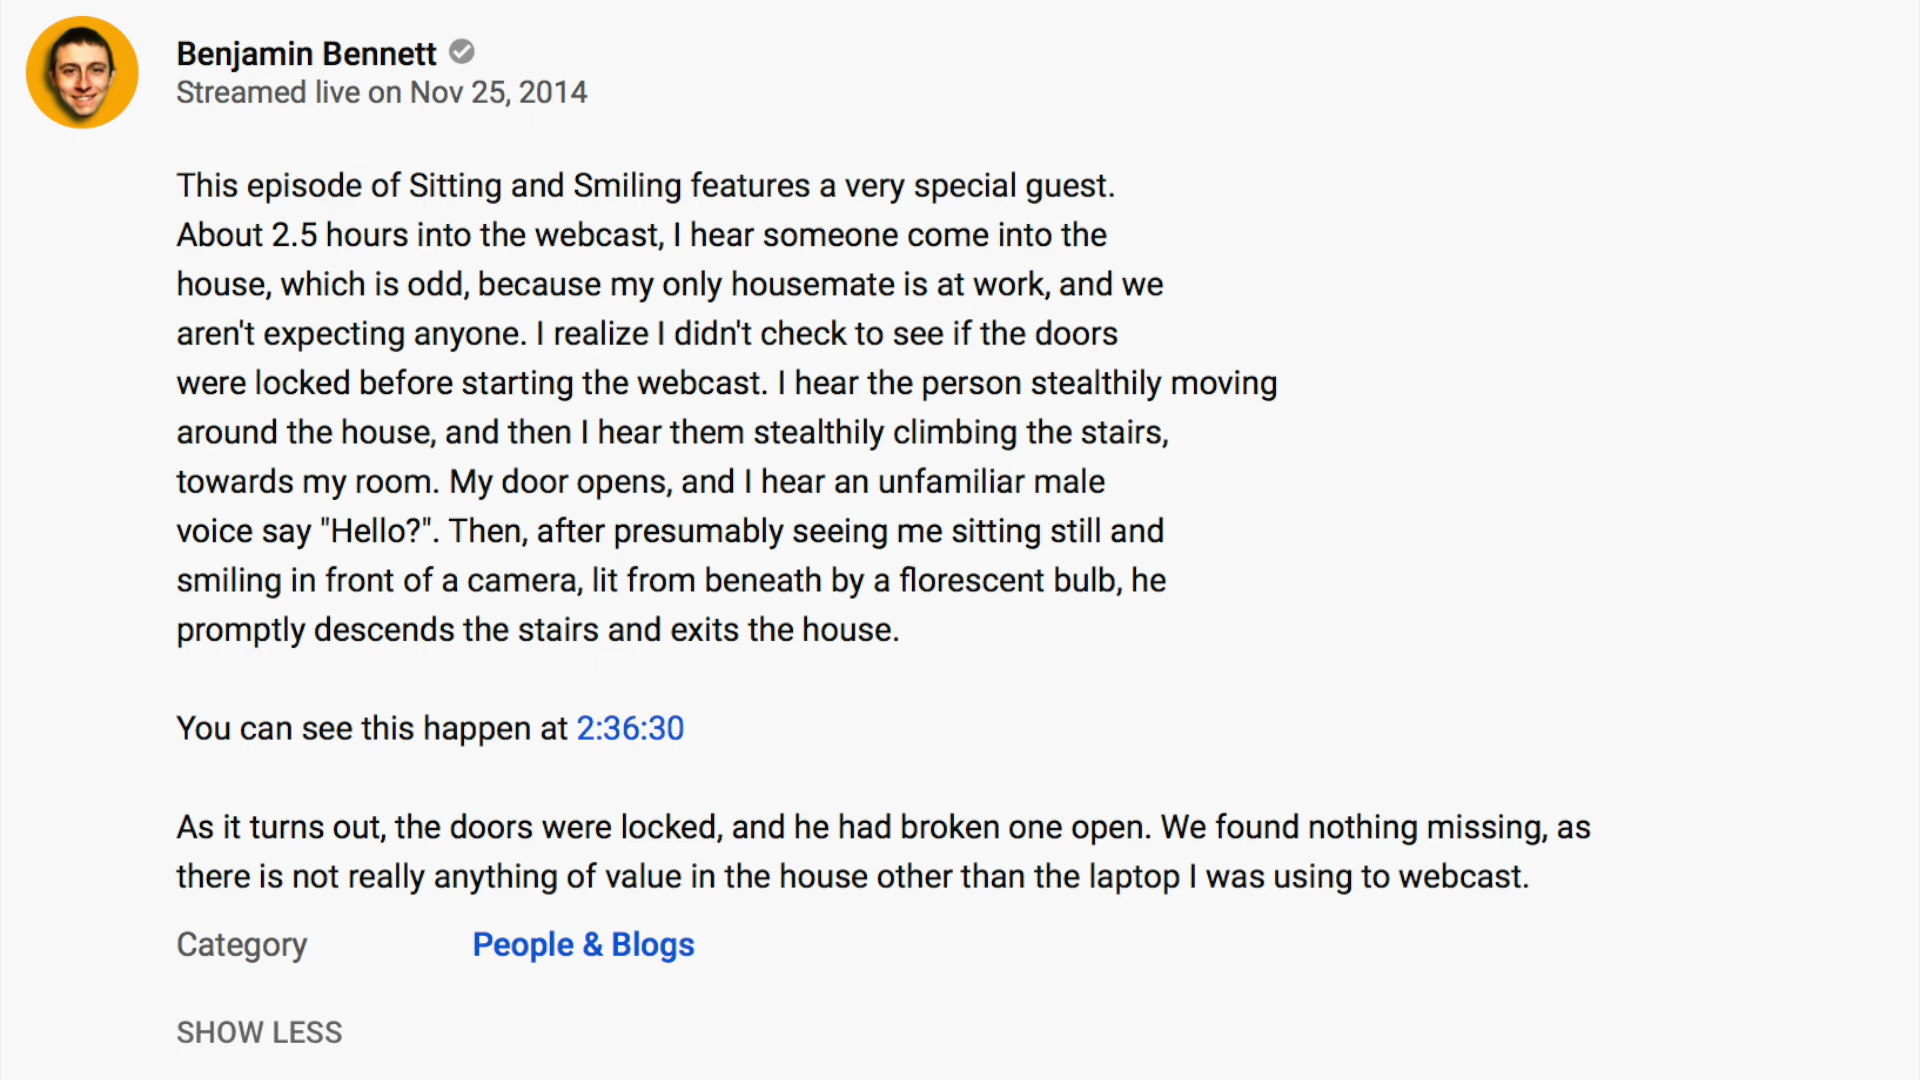 Benjamin Bennett
Streamed live on Nov 25, 2014
This episode of Sitting and Smiling features a very special guest.
About 2.5 hours into the webcast, I hear someone come into the
house, which is odd, because my only housemate is at work, and we
aren't expecting anyone. I realize I didn't check to see if the doors
were locked before starting the webcast. I hear the person stealthily moving
around the house, and then I hear them stealthily climbing the stairs,
towards my room. My door opens, and I hear an unfamiliar male
voice say "Hello?". Then, after presumably seeing me sitting still and
smiling in front of a camera, lit from beneath by a florescent bulb, he
promptly descends the stairs and exits the house.
You can see this happen at 2:36:30
As it turns out, the doors were locked, and he had broken one open. We found nothing missing, as
there is not really anything of value in the house other than the laptop I was using to webcast.
Category People & Blogs
SHOW LESS